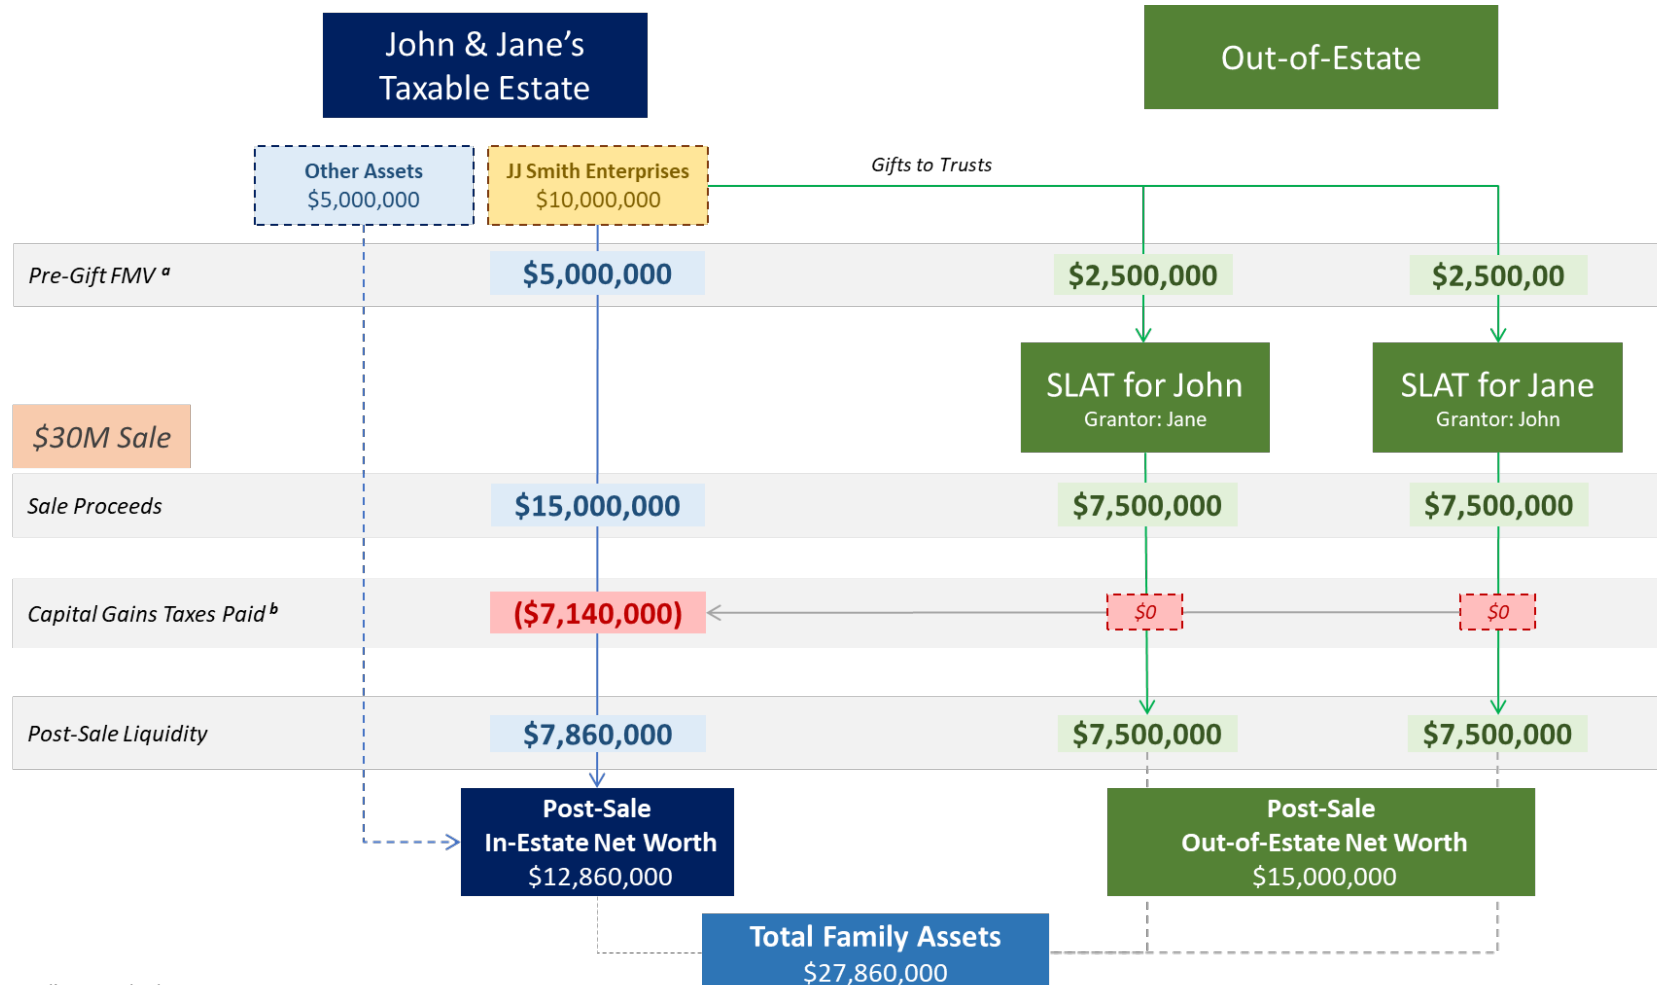 John & Jane's
Taxable Estate
Out-of-Estate
Other Assets
$5,000,000
JJ Smith Enterprises
$10,000,000
Gifts to Trusts
Pre-Gift FMV a
$5,000,000
$2,500,000
$2,500,00
SLAT for John
Grantor: Jane
SLAT for Jane
Grantor: John
$30M Sale
Sale Proceeds
$15,000,000
$7,500,000
$7,500,000
Capital Gains Taxes Paid b
($7,140,000)
$0
$0
Post-Sale Liquidity
$7,860,000
$7,500,000
$7,500,000
Post-Sale
In-Estate Net Worth
$12,860,000
Post-Sale
Out-of-Estate Net Worth
$15,000,000
Total Family Assets
$27,860,000